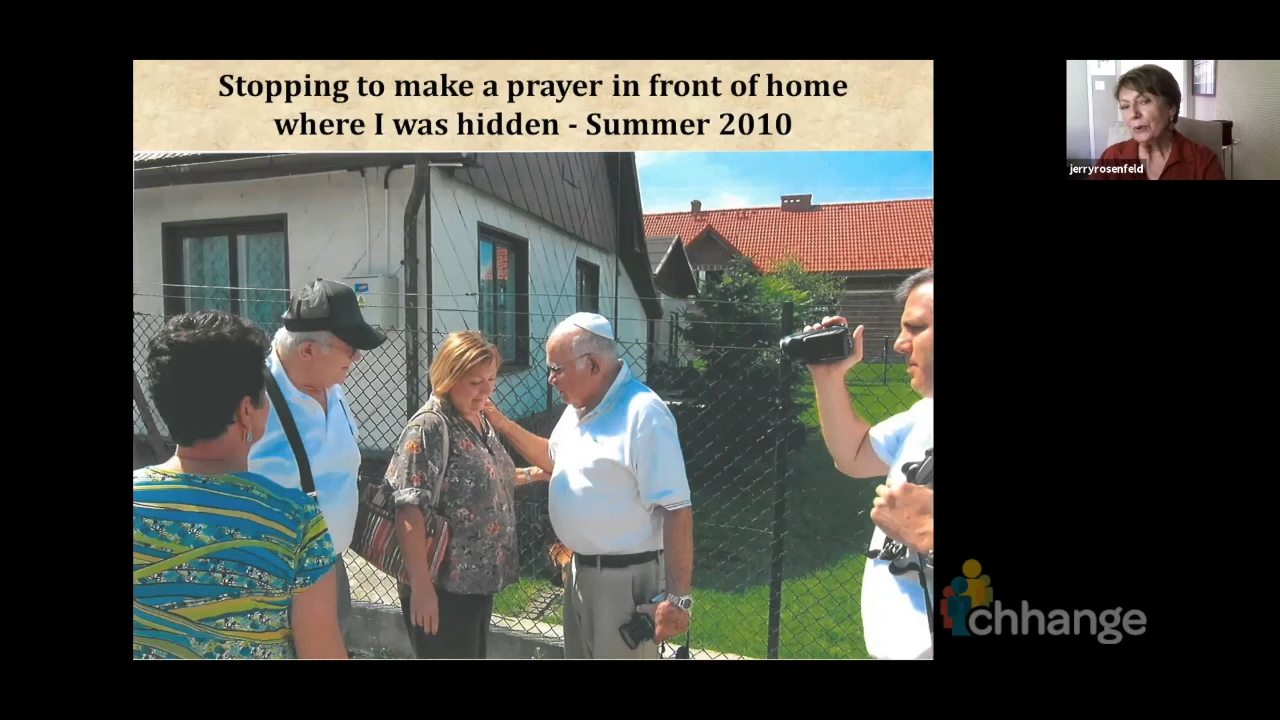 Stopping to make a prayer in front of home
where I was hidden - Summer 2010
jerryrosenfeld
chhange